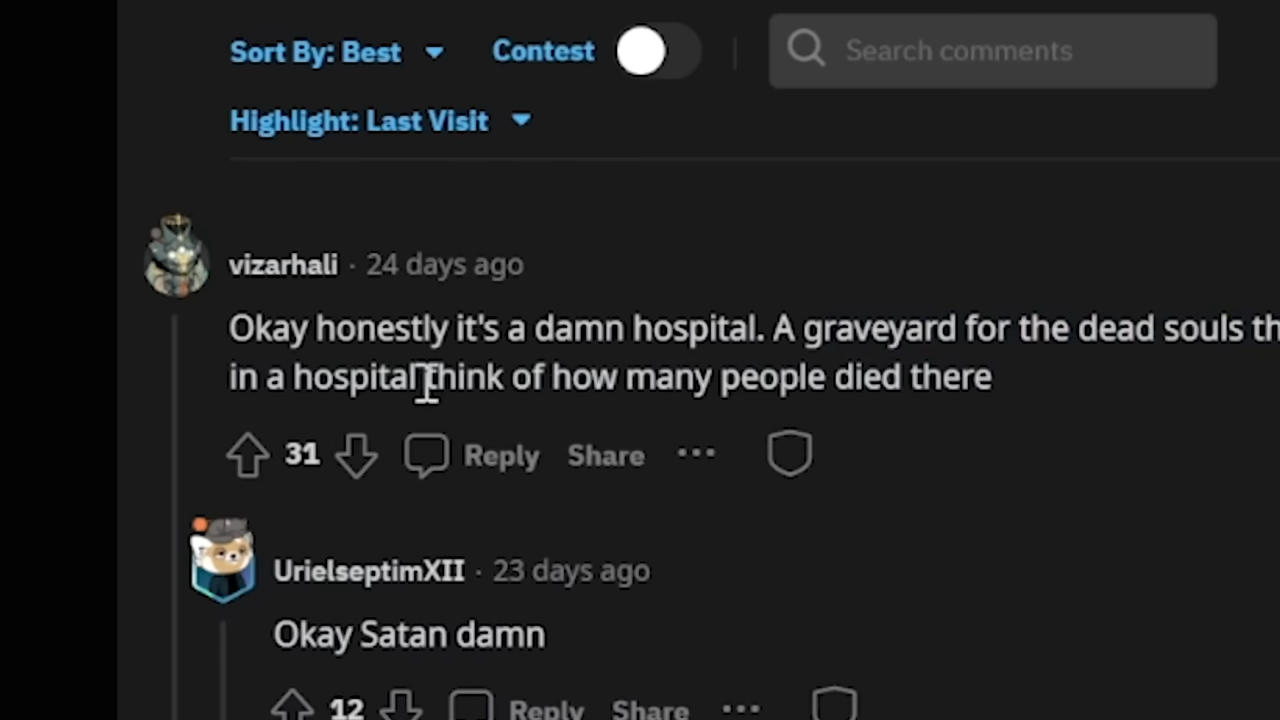 Sort By: Best Contest Search comments
Highlight: Last Visit
vizarhali · 24 days ago
Okay honestly it's a damn hospital. A graveyard for the dead souls
in a hospital think of how many people died there
31 Reply Share ···
UrielseptimXII · 23 days ago
Okay Satan damn
12 Reply Share ···